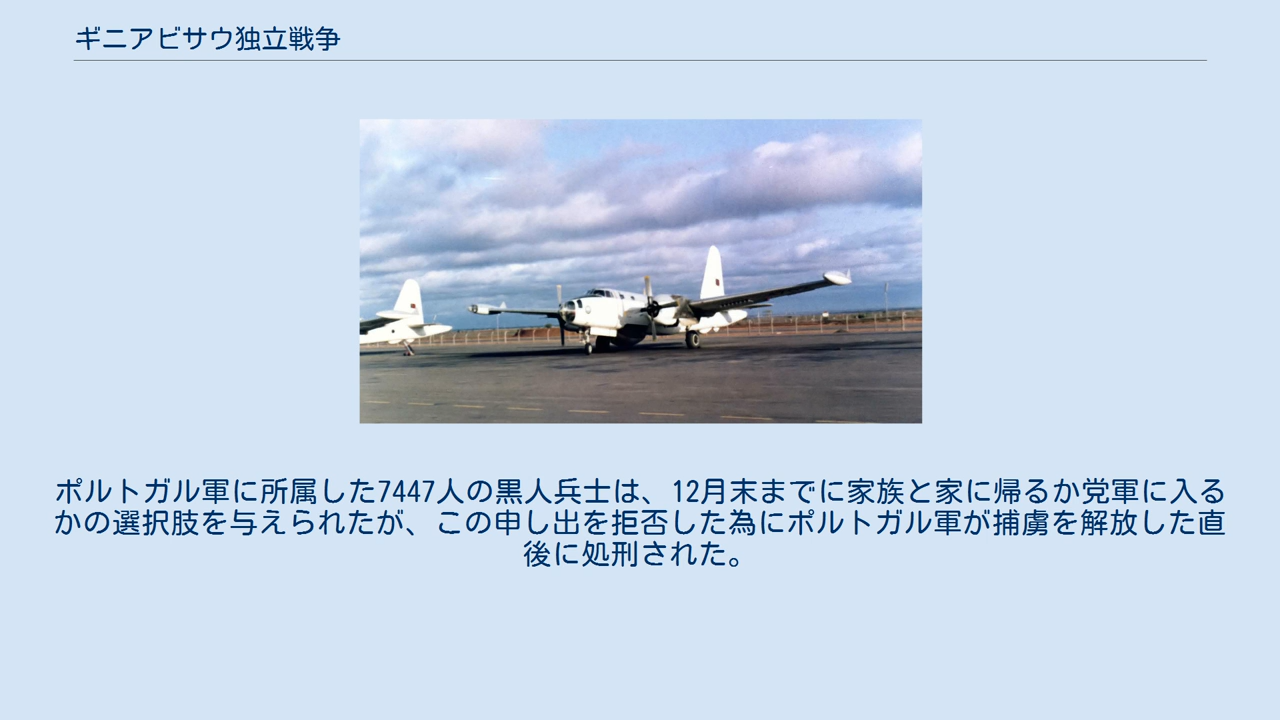 ギニアビサウ独立戦争
ポルトガル軍に所属した7447人の黒人兵士は、12月末までに家族と家に帰るか党軍に入る
かの選択肢を与えられたが、この申し出を拒否した為にポルトガル軍が捕虜を解放した直
後に処刑された。